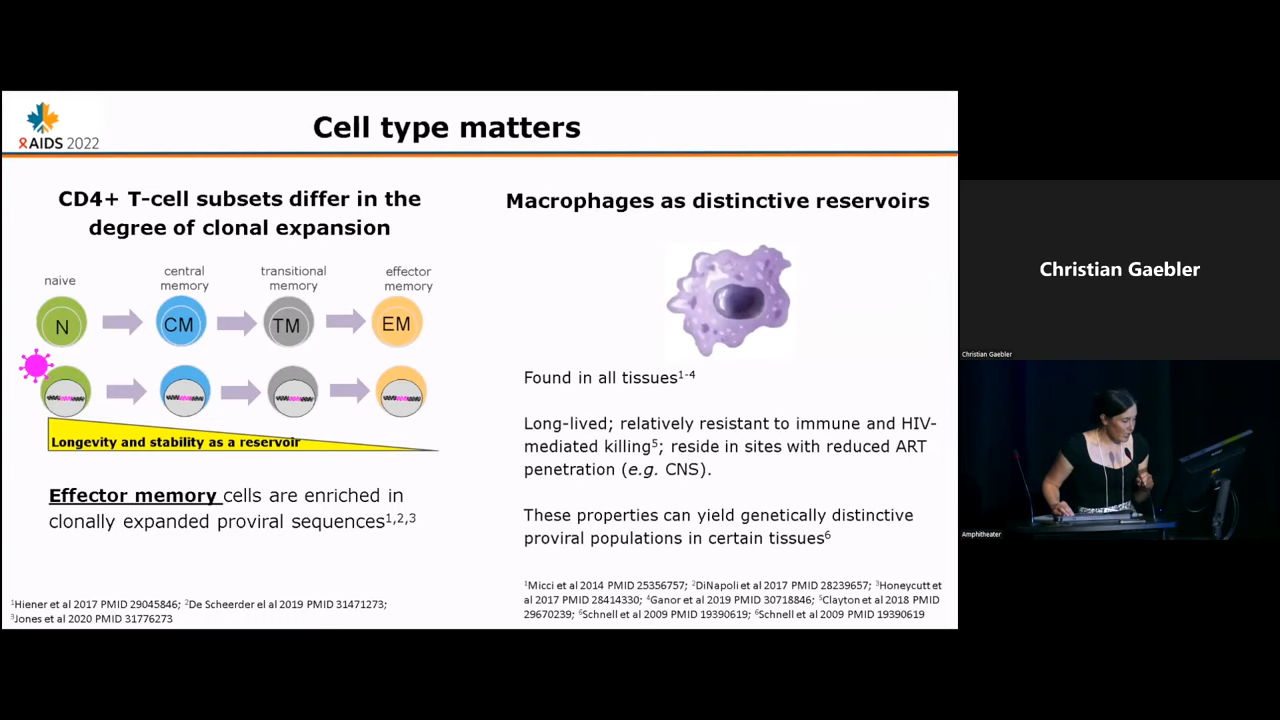 AIDS 2022
Cell type matters
CD4+ T-cell subsets differ in the
degree of clonal expansion
naive
central
memory
transitional
memory
effector
memory
N
CM
TM
EM
Longevity and stability as a reservoir
Effector memory cells are enriched in
clonally expanded proviral sequences1,2,3
1Hiener et al 2017 PMID 29045846; 2De Scheerder el al 2019 PMID 31471273;
3Jones et al 2020 PMID 31776273
Macrophages as distinctive reservoirs
Found in all tissues1-4
Long-lived; relatively resistant to immune and HIV-
mediated killing5; reside in sites with reduced ART
penetration (e.g. CNS).
These properties can yield genetically distinctive
proviral populations in certain tissues6
1Micci et al 2014 PMID 25356757; 2DiNapoli et al 2017 PMID 28239657; 3Honeycutt et
al 2017 PMID 28414330; 4Ganor et al 2019 PMID 30718846; 5Clayton et al 2018 PMID
29670239; 6Schnell et al 2009 PMID 19390619; 6Schnell et al 2009 PMID 19390619
Christian Gaebler
Christian Gaebler
Amphitheater